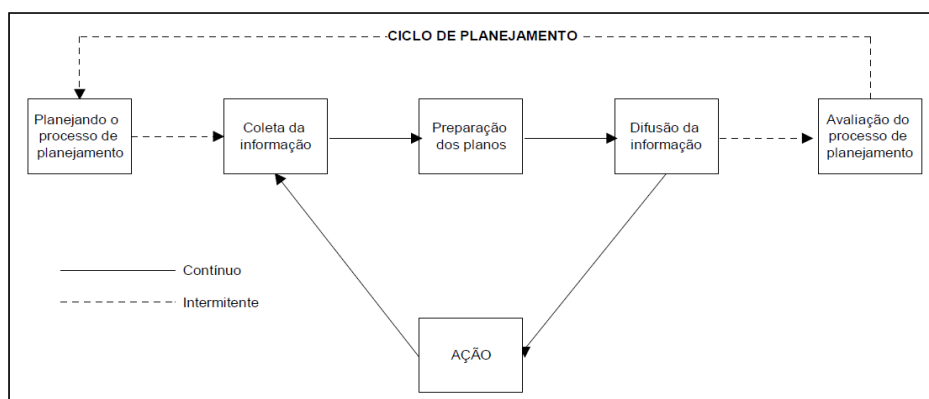 CICLO DE PLANEJAMENTO
Planejando o
processo de
planejamento
Coleta da
informação
Preparação
dos planos
Difusão da
informação
Avaliação do
processo de
planejamento
Contínuo
Intermitente
AÇÃO